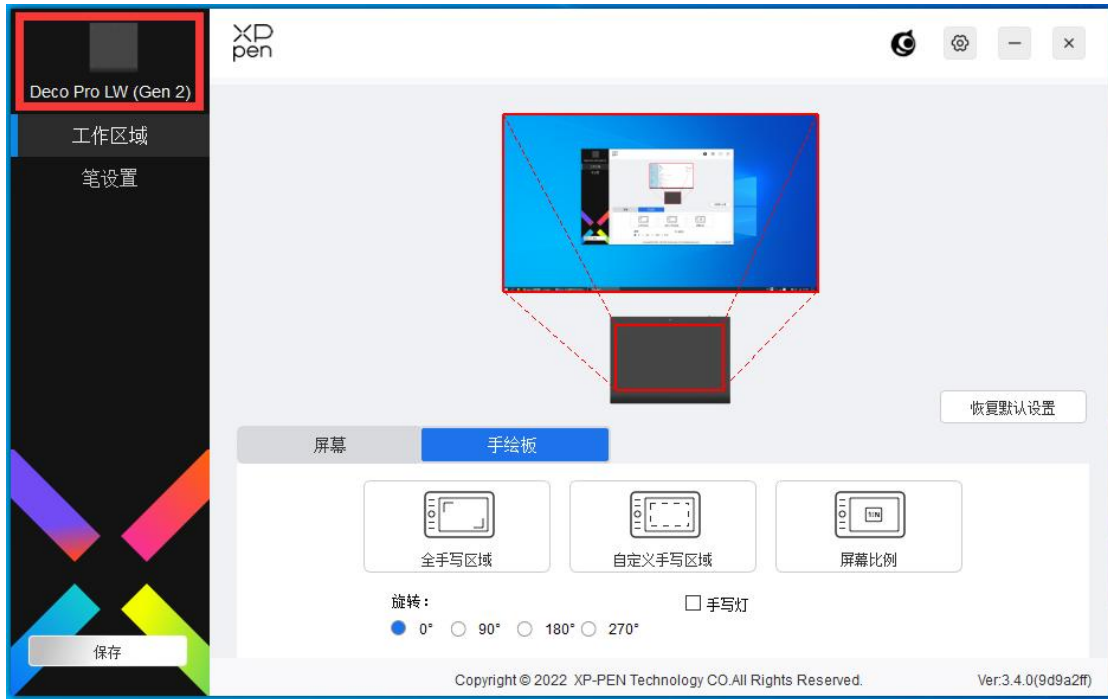 XP
pen
Deco Pro LW (Gen 2)
工作区域
笔设置
恢复默认设置
屏幕
手绘板
1:N
全手写区域
自定义手写区域
屏幕比例
旋转：
手写灯
0° 90° 180° 270°
保存
Copyright © 2022 XP-PEN Technology CO.All Rights Reserved.
Ver:3.4.0(9d9a2ff)